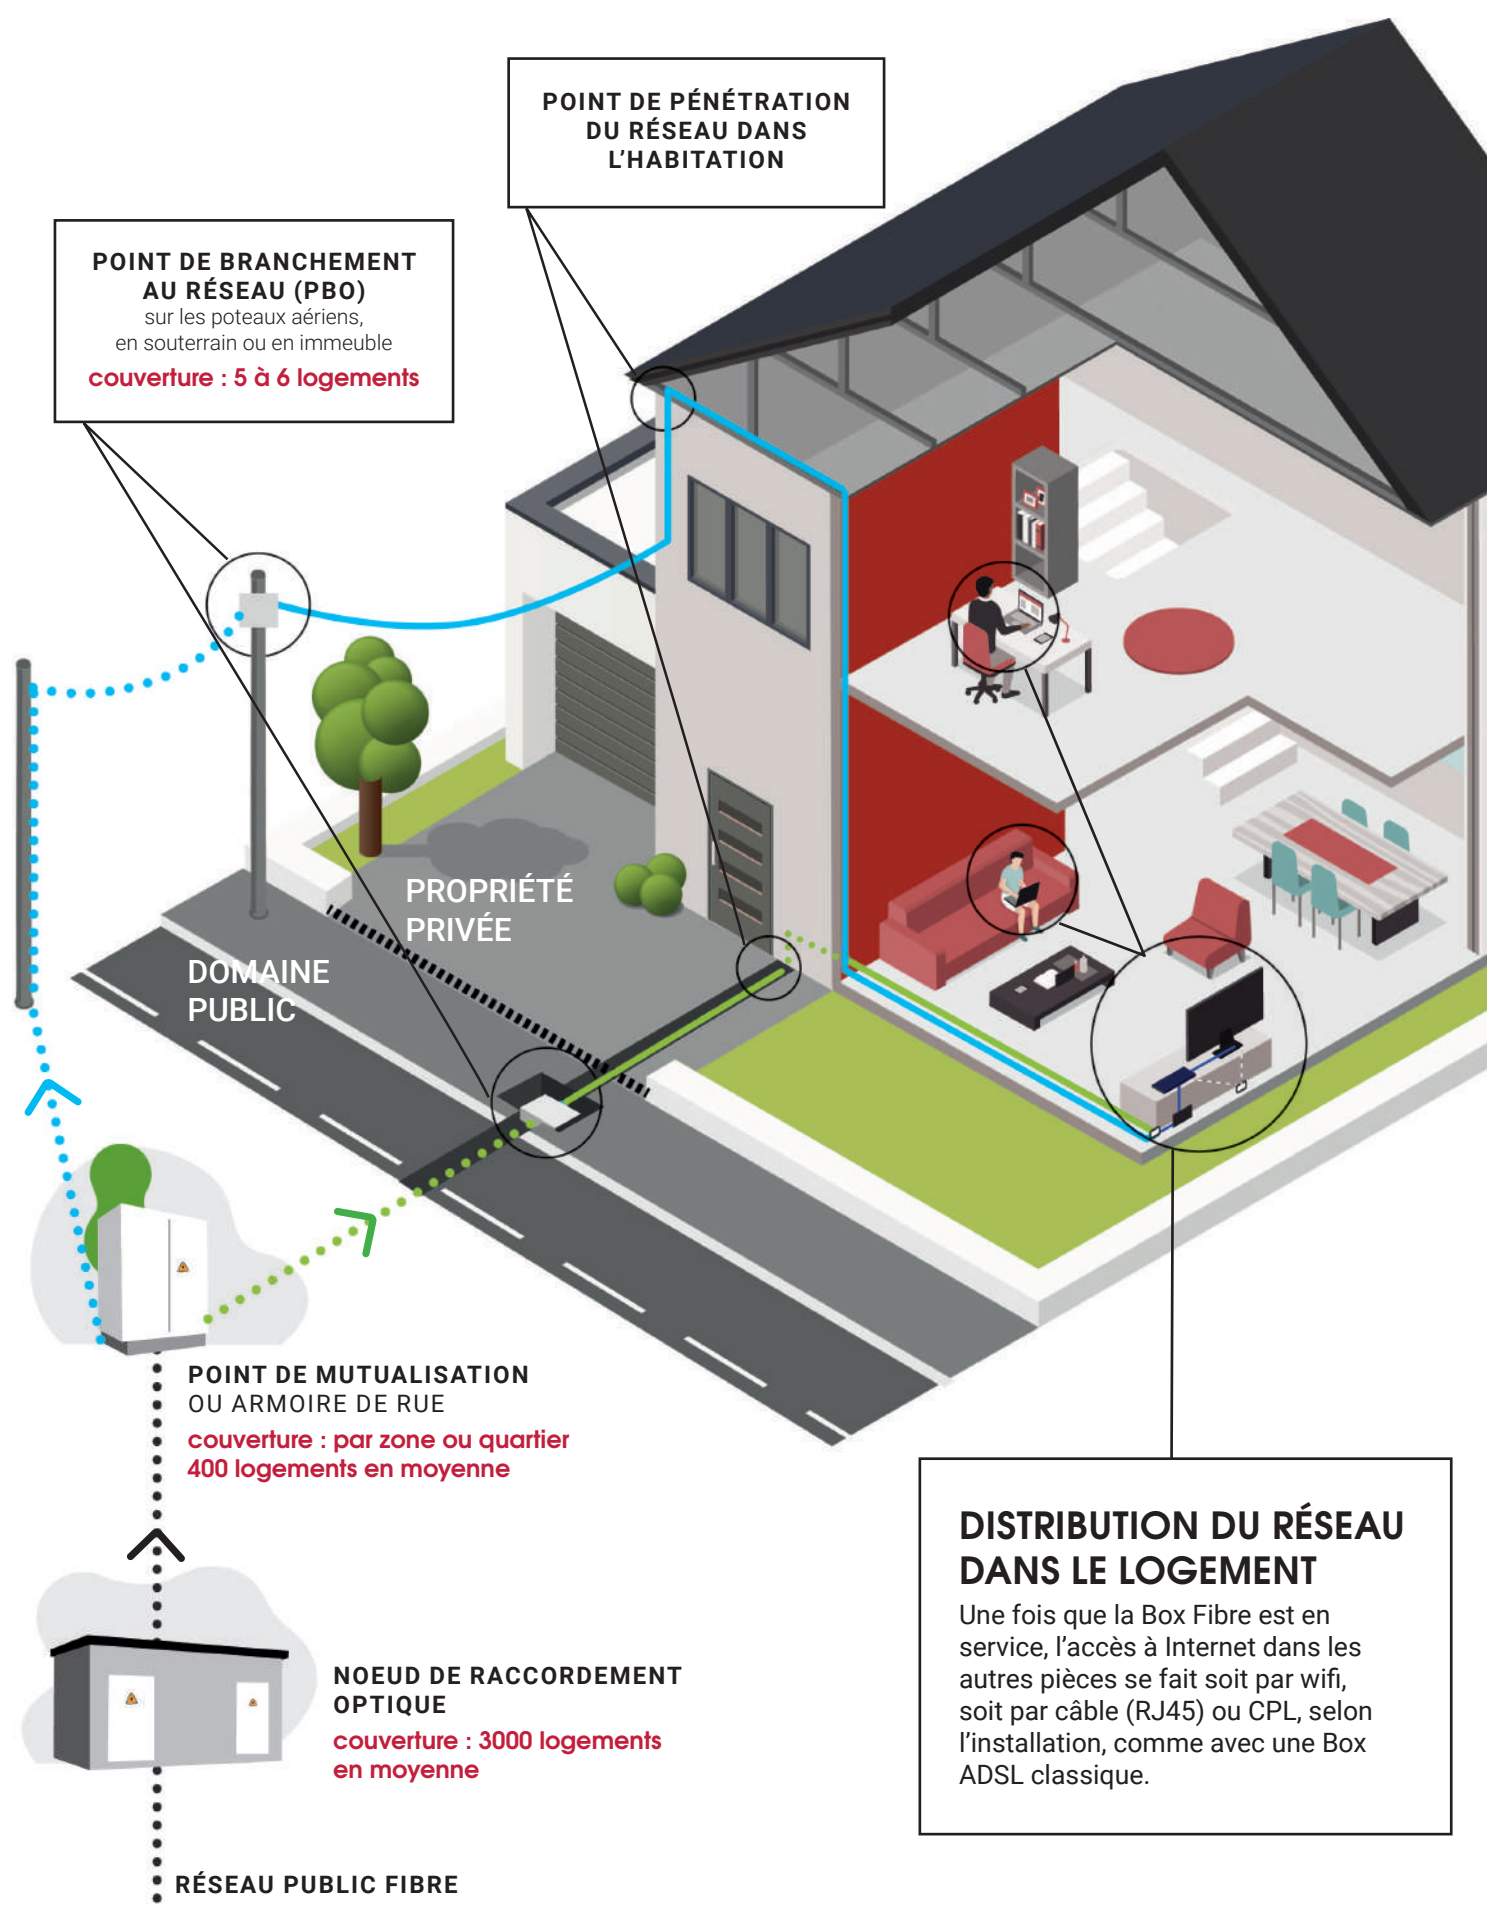 POINT DE PÉNÉTRATION
DU RÉSEAU DANS
L'HABITATION
POINT DE BRANCHEMENT
AU RÉSEAU (PBO)
sur les poteaux aériens,
en souterrain ou en immeuble
couverture : 5 à 6 logements
PROPRIÉTÉ
PRIVÉE
DOMAINE
PUBLIC
POINT DE MUTUALISATION
OU ARMOIRE DE RUE
couverture : par zone ou quartier
400 logements en moyenne
DISTRIBUTION DU RÉSEAU
DANS LE LOGEMENT
Une fois que la Box Fibre est en
service, l'accès à Internet dans les
autres pièces se fait soit par wifi,
soit par câble (RJ45) ou CPL, selon
l'installation, comme avec une Box
ADSL classique.
NOEUD DE RACCORDEMENT
OPTIQUE
couverture : 3000 logements
en moyenne
RÉSEAU PUBLIC FIBRE